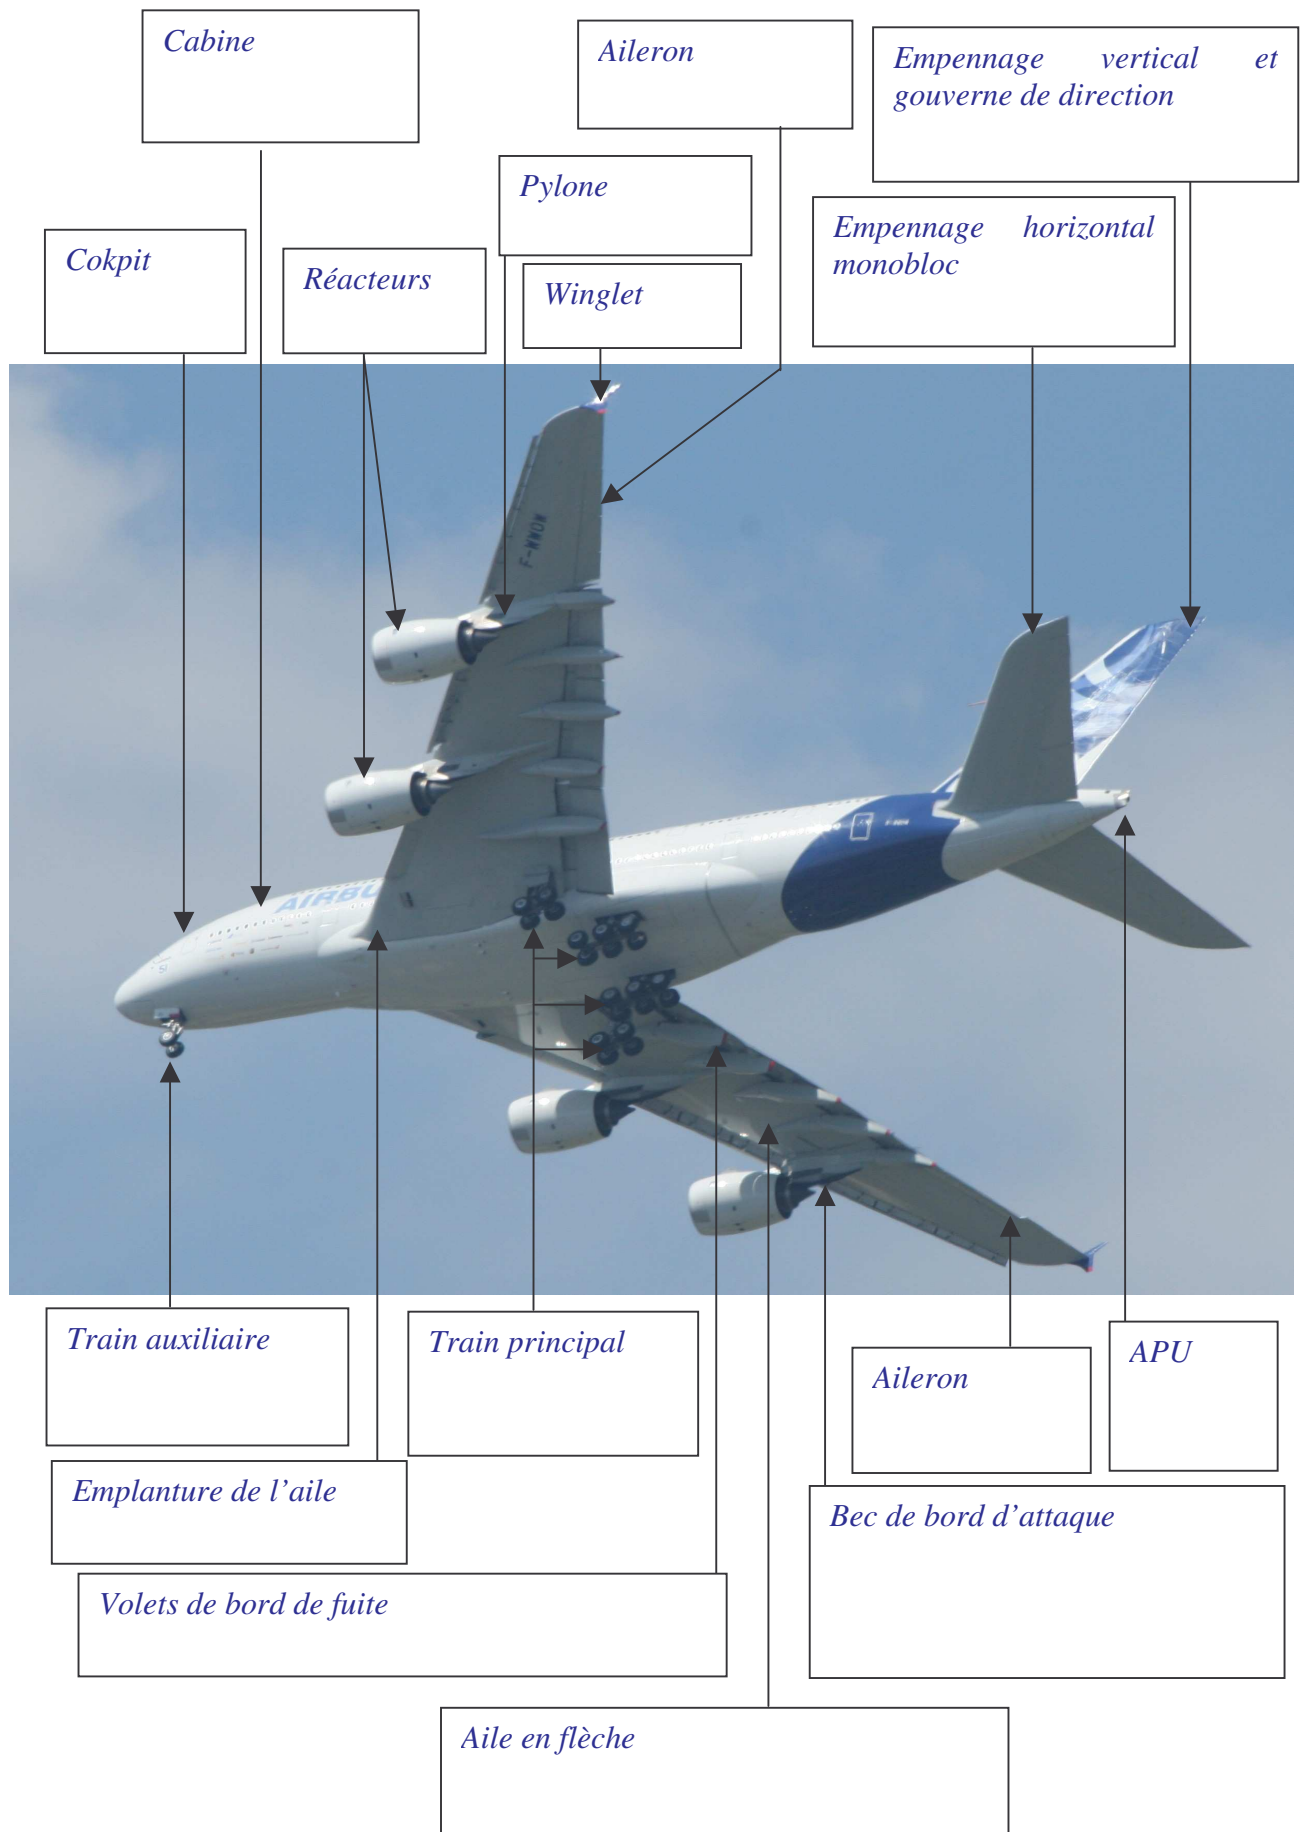 Cabine
Aileron
Empennage vertical et
gouverne de direction
Pylone
Empennage horizontal
monobloc
Cokpit
Réacteurs
Winglet
F-WWOW
AIRBU
Train auxiliaire
Train principal
Aileron
APU
Emplanture de l'aile
Bec de bord d'attaque
Volets de bord de fuite
Aile en flèche